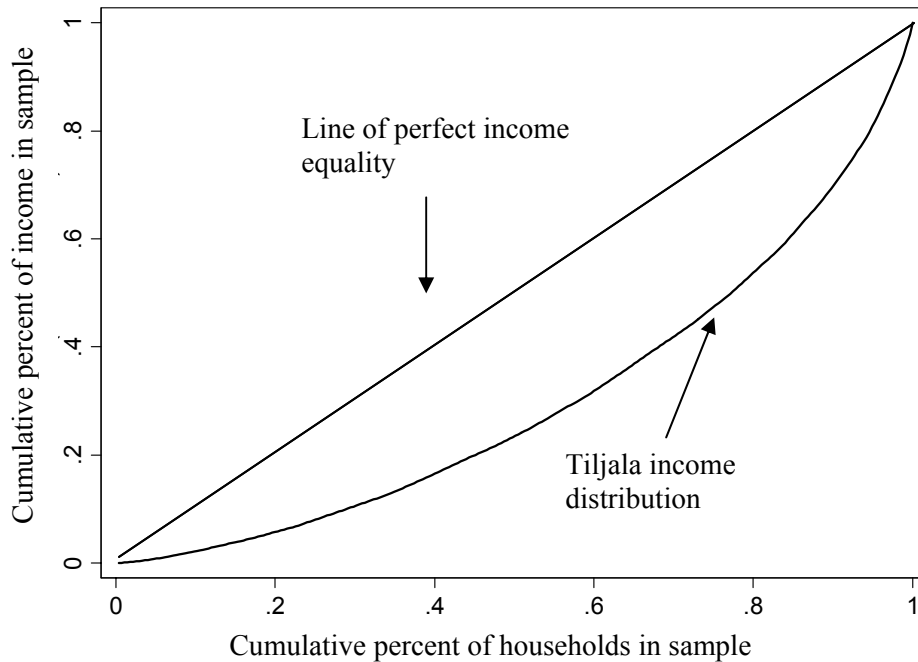 Cumulative percent of income in sample
1
.8
.6
.4
.2
0
Line of perfect income
equality
Tiljala income
distribution
0
.2
.4
.6
.8
1
Cumulative percent of households in sample